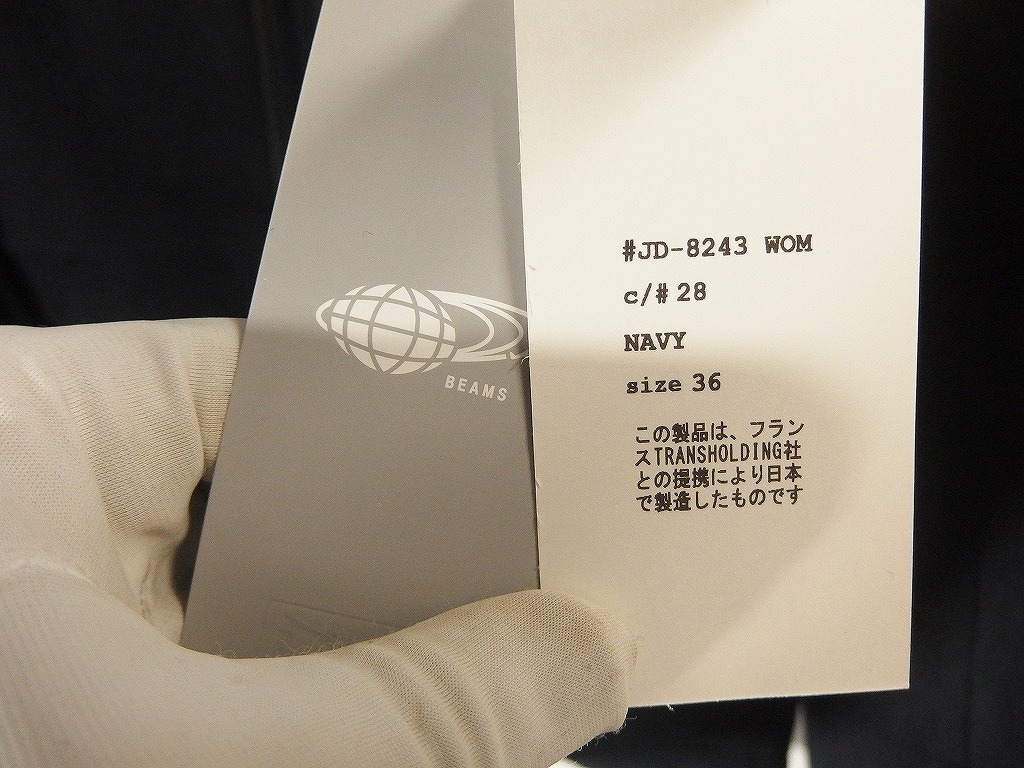 BEAMS
#JD-8243 WOM
c/# 28
NAVY
size 36
この製品は、フラン
スTRANSHOLDING社
との提携により日本
で製造したものです